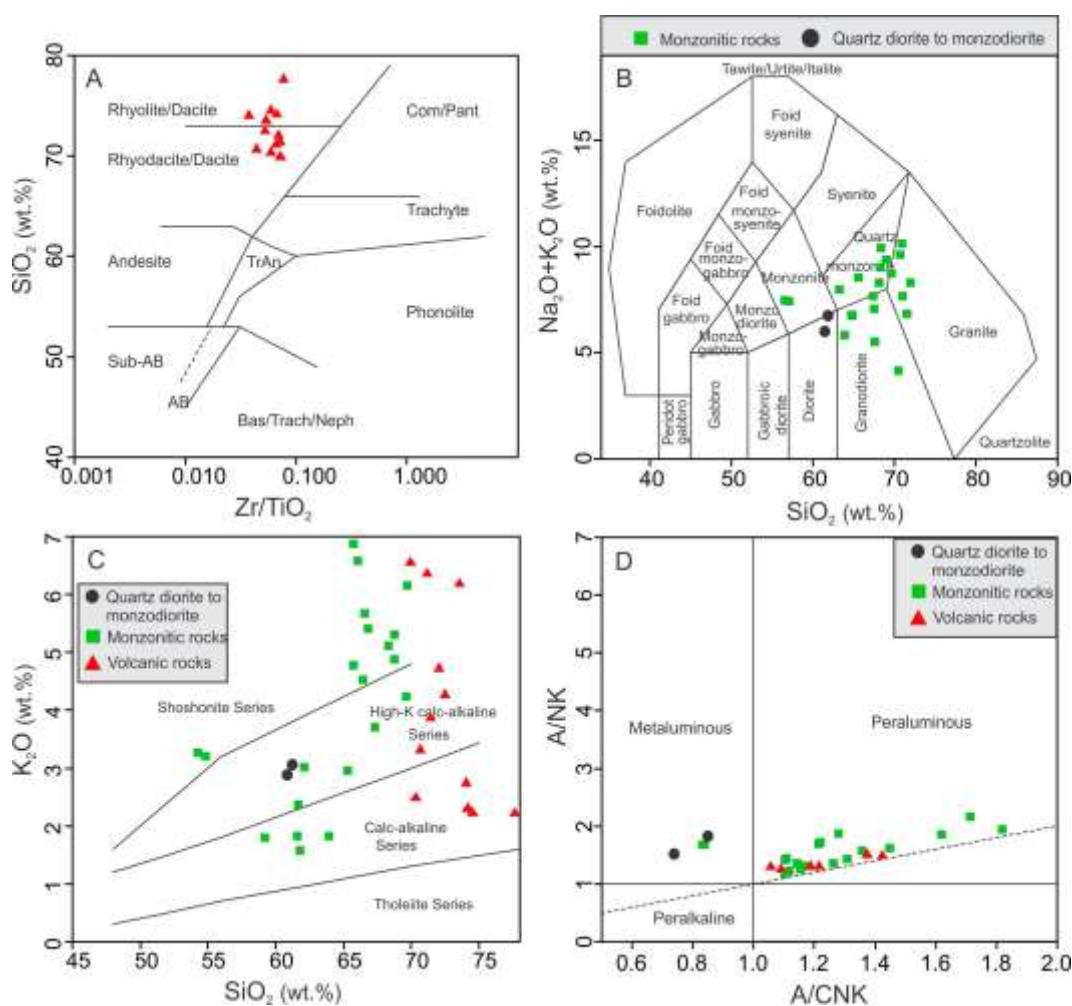 A
Rhyolite/Dacite
Com/Pant
Rhyodacite/Dacite
Trachyte
Andesite
TrAn
Phonolite
Sub-AB
AB
Bas/Trach/Neph
80
70
60
50
40
SiO2 (wt.%)
0.001
0.010
0.100
1.000
Zr/TiO2
Monzonitic rocks
Quartz diorite to monzodiorite
B
Tawite/Urtite/Italite
Foid
syenite
Foidolite
Foid
monzo-
syenite
Syenite
Foid
monzo-
gabbro
Quartz
monzoni
Monzonite
Foid
gabbro
Monzo
diorite
Monzo-
gabbro
Granite
Peridot
gabbro
Gabbro
Gabbroic
diorite
Diorite
Granodiorite
Quartzolite
15
10
5
0
Na2O+K2O (wt.%)
40
50
60
70
80
90
SiO2 (wt.%)
C
Quartz diorite to
monzodiorite
Monzonitic rocks
Volcanic rocks
Shoshonite Series
High-K calc-alkaline
Series
Calc-alkaline
Series
Tholeiite Series
7
6
5
4
3
2
1
0
K2O (wt.%)
45
50
55
60
65
70
75
SiO2 (wt.%)
D
Quartz diorite to
monzodiorite
Monzonitic rocks
Volcanic rocks
Metaluminous
Peraluminous
Peralkaline
7
6
5
4
3
2
1
0
A/NK
0.6
0.8
1.0
1.2
1.4
1.6
1.8
2.0
A/CNK